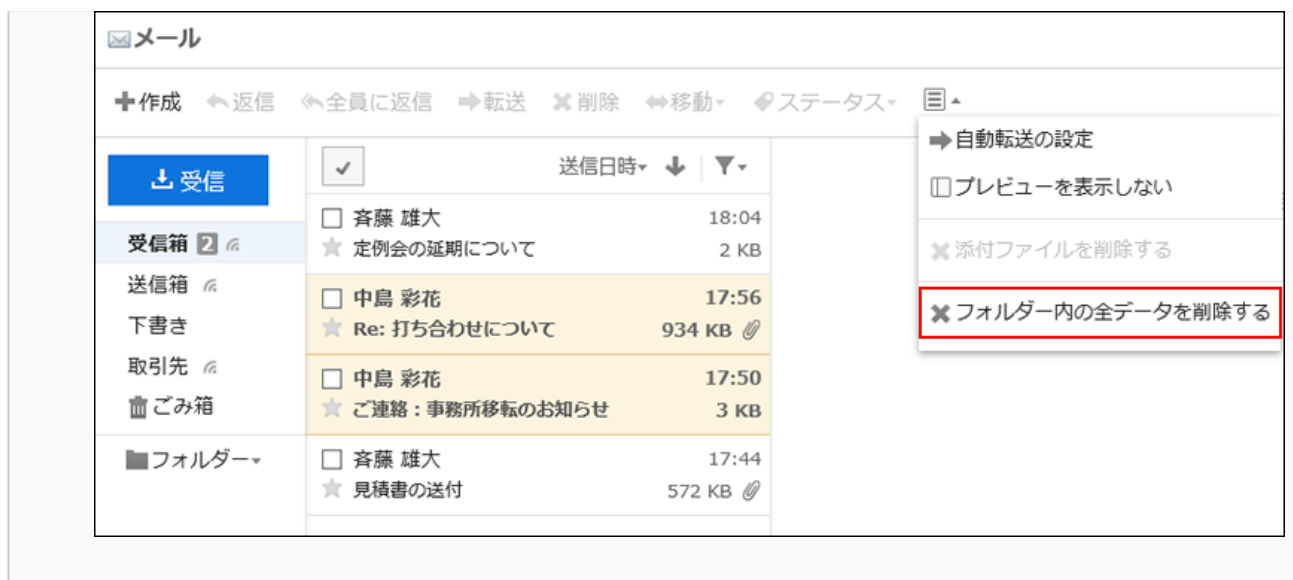 メール
作成 返信 全員に返信 転送 削除 移動 ステータス
自動転送の設定
プレビューを表示しない
添付ファイルを削除する
フォルダー内の全データを削除する
受信
受信箱 2
送信箱
下書き
取引先
ごみ箱
フォルダー
送信日時
斉藤 雄大 18:04
定例会の延期について 2 KB
中島 彩花 17:56
Re: 打ち合わせについて 934 KB
中島 彩花 17:50
ご連絡：事務所移転のお知らせ 3 KB
斉藤 雄大 17:44
見積書の送付 572 KB